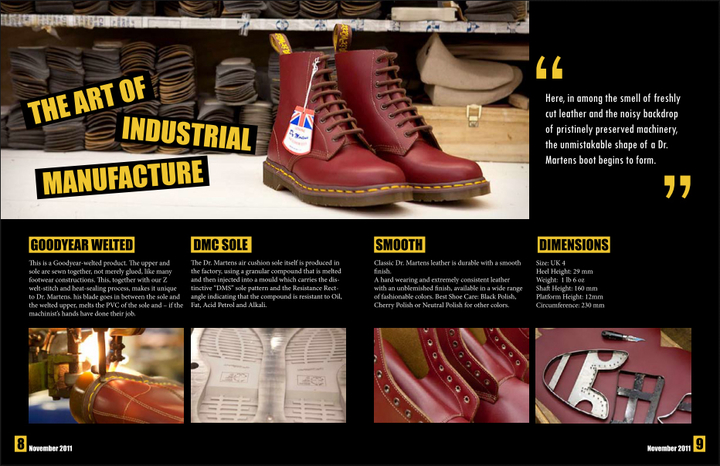 THE ART OF
INDUSTRIAL
MANUFACTURE
Here, in among the smell of freshly
cut leather and the noisy backdrop
of pristinely preserved machinery,
the unmistakable shape of a Dr.
Martens boot begins to form.
GOODYEAR WELTED
This is a Goodyear-welted product. The upper and
sole are sewn together, not merely glued, like many
footwear constructions. This, together with our Z
welt-stitch and heat-sealing process, makes it unique
to Dr. Martens. his blade goes in between the sole and
the welted upper, melts the PVC of the sole and – if the
machinist's hands have done their job.
DMC SOLE
The Dr. Martens air cushion sole itself is produced in
the factory, using a granular compound that is melted
and then injected into a mould which carries the dis-
tinctive "DMS" sole pattern and the Resistance Rect-
angle indicating that the compound is resistant to Oil,
Fat, Acid Petrol and Alkali.
SMOOTH
Classic Dr. Martens leather is durable with a smooth
finish.
A hard wearing and extremely consistent leather
with an unblemished finish, available in a wide range
of fashionable colors. Best Shoe Care: Black Polish,
Cherry Polish or Neutral Polish for other colors.
DIMENSIONS
Size: UK 4
Heel Height: 29 mm
Weight: 1 lb 6 oz
Shaft Height: 160 mm
Platform Height: 12mm
Circumference: 230 mm
8 November 2011
November 2011 9